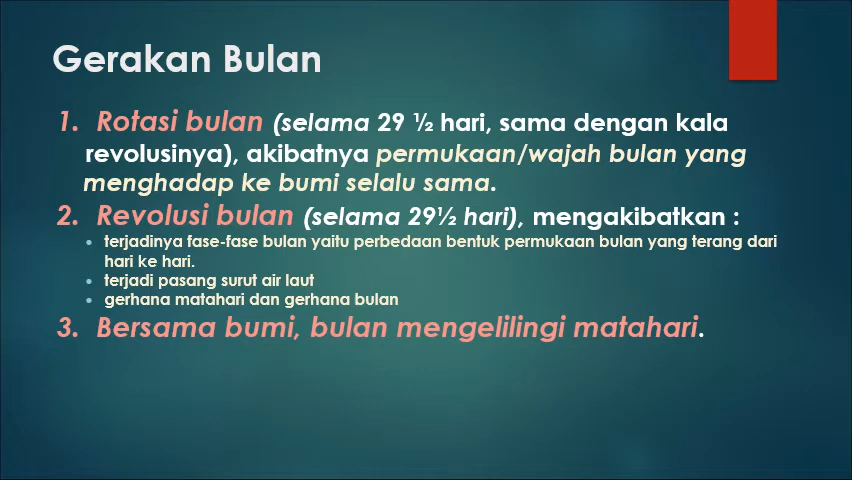 Gerakan Bulan
1. Rotasi bulan (selama 29 ½ hari, sama dengan kala
revolusinya), akibatnya permukaan/wajah bulan yang
menghadap ke bumi selalu sama.
2. Revolusi bulan (selama 29½ hari), mengakibatkan :
• terjadinya fase-fase bulan yaitu perbedaan bentuk permukaan bulan yang terang dari
hari ke hari.
• terjadi pasang surut air laut
• gerhana matahari dan gerhana bulan
3. Bersama bumi, bulan mengelilingi matahari.